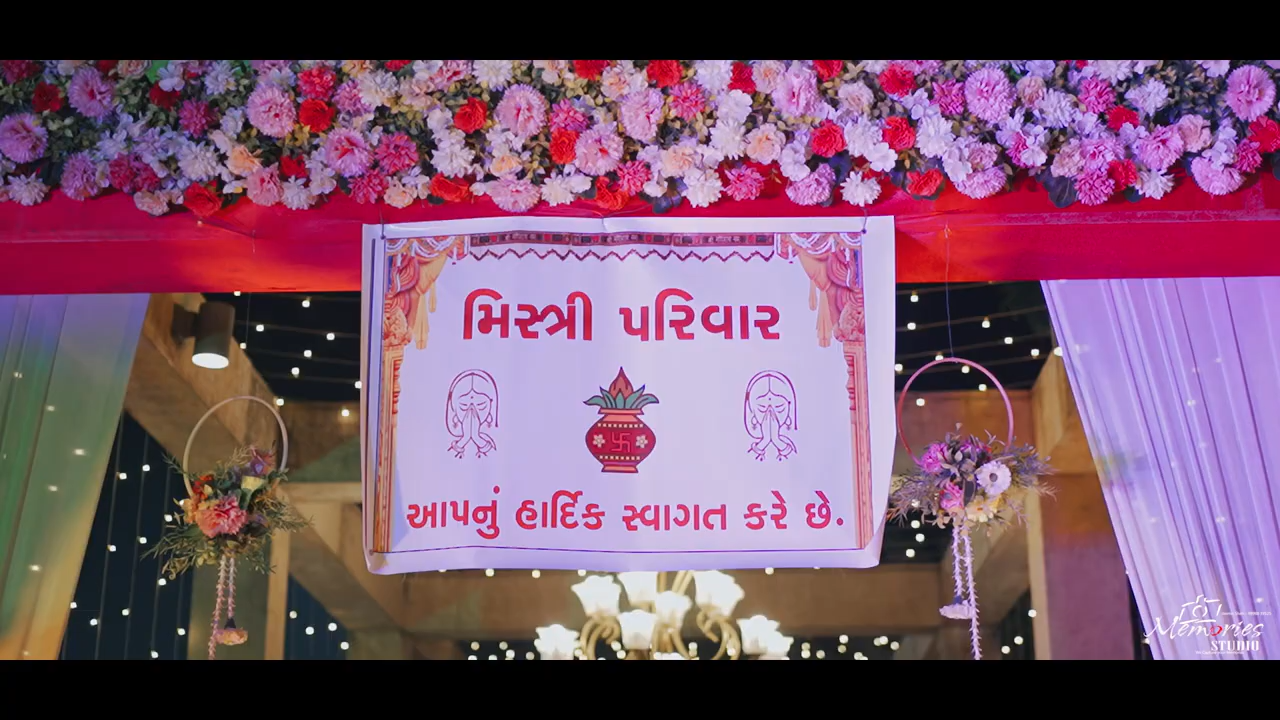 મિસ્ત્રી પરિવાર
આપનું હાર્દિક સ્વાગત કરે છે.
Memories
STUDIO